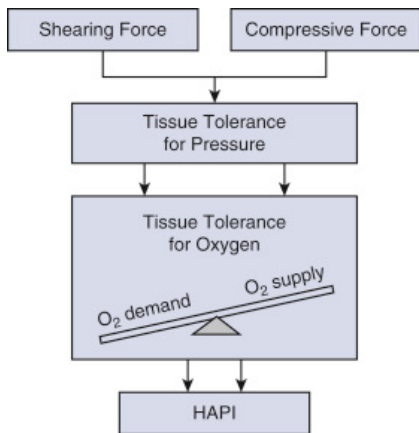 Shearing Force
Compressive Force
Tissue Tolerance
for Pressure
Tissue Tolerance
for Oxygen
O₂ demand
O₂ supply
HAPI